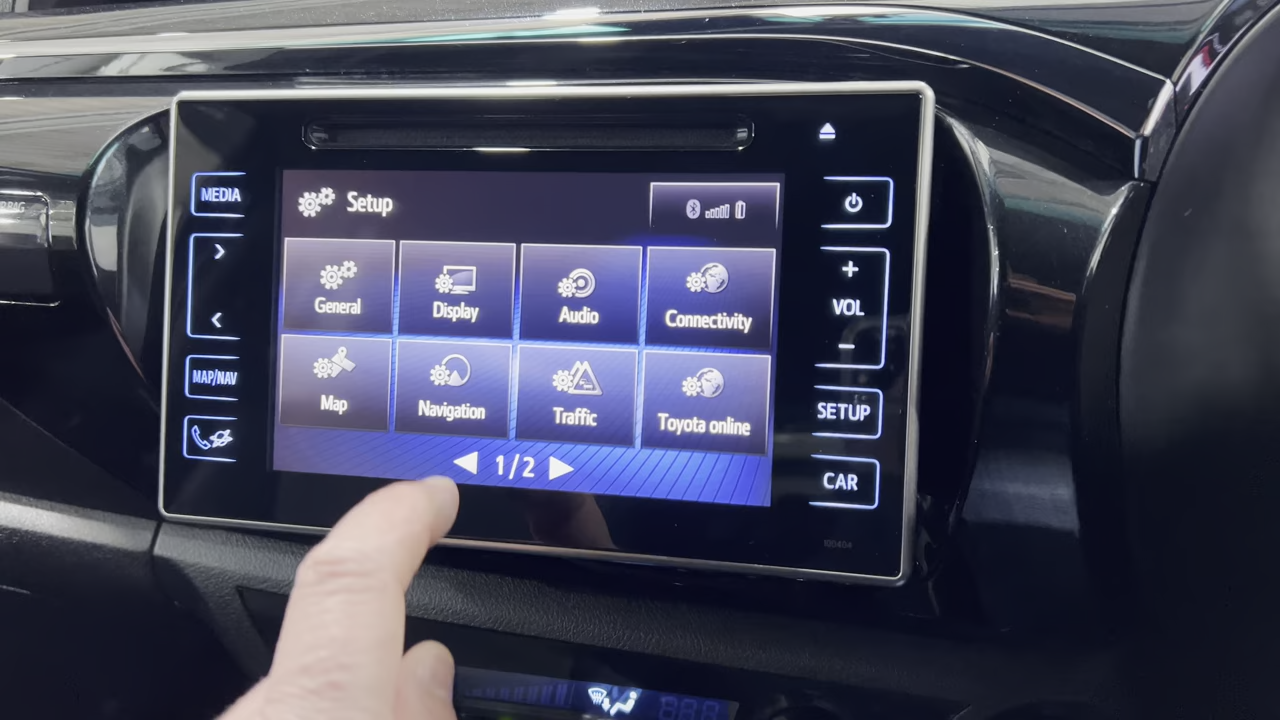 MEDIA
MAP/NAV
Setup
General
Display
Audio
Connectivity
Map
Navigation
Traffic
Toyota online
1/2
+
VOL
-
SETUP
CAR